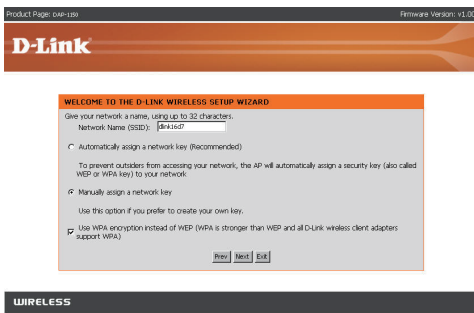 Product Page: DAP-1150
Firmware Version: v1.00
D-Link
WELCOME TO THE D-LINK WIRELESS SETUP WIZARD
Give your network a name, using up to 32 characters.
Network Name (SSID): dlink16d7
Automatically assign a network key (Recommended)
To prevent outsiders from accessing your network, the AP will automatically assign a security key (also called
WEP or WPA key) to your network
Manually assign a network key
Use this option if you prefer to create your own key.
Use WPA encryption instead of WEP (WPA is stronger than WEP and all D-Link wireless client adapters
support WPA)
Prev Next Exit
WIRELESS